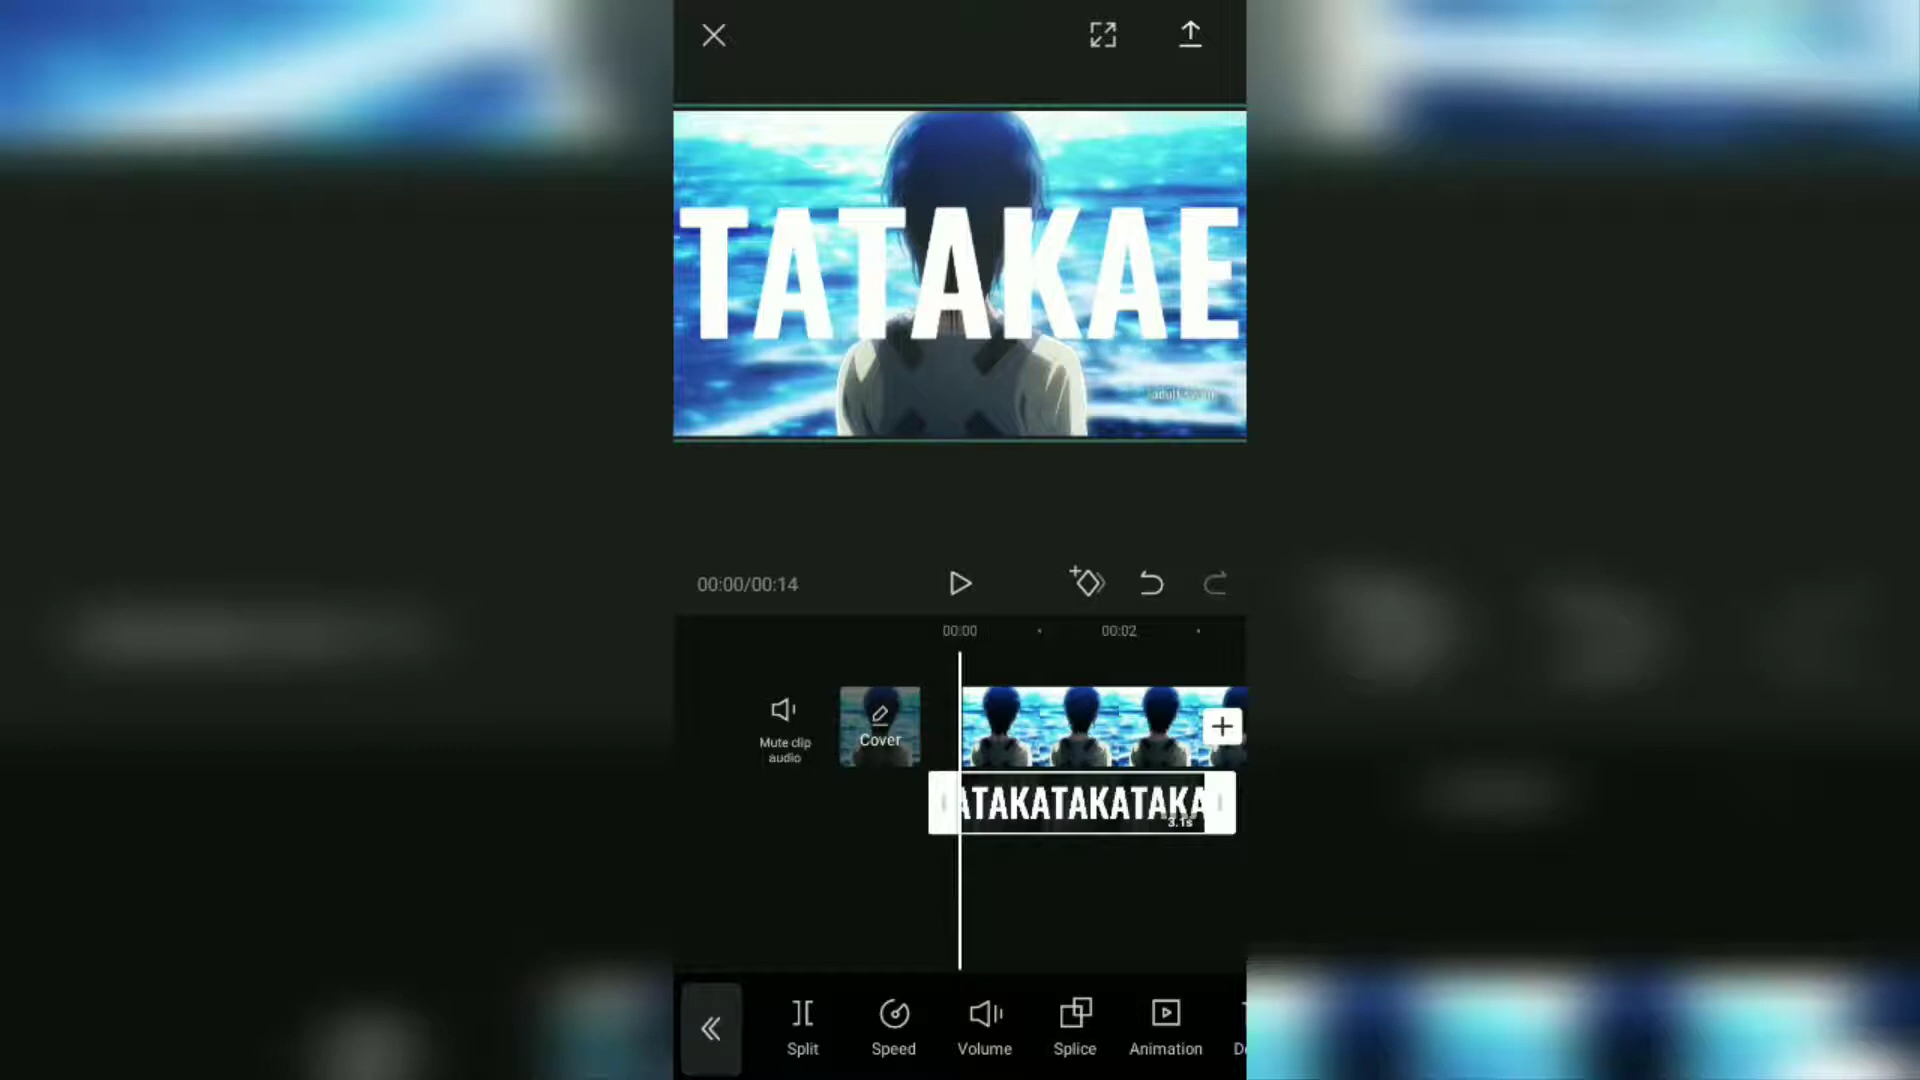 TATAKAE
00:00/00:14
00:00
00:02
Mute clip
audio
Cover
ATAKATAKATAKA
3.1s
Split
Speed
Volume
Splice
Animation